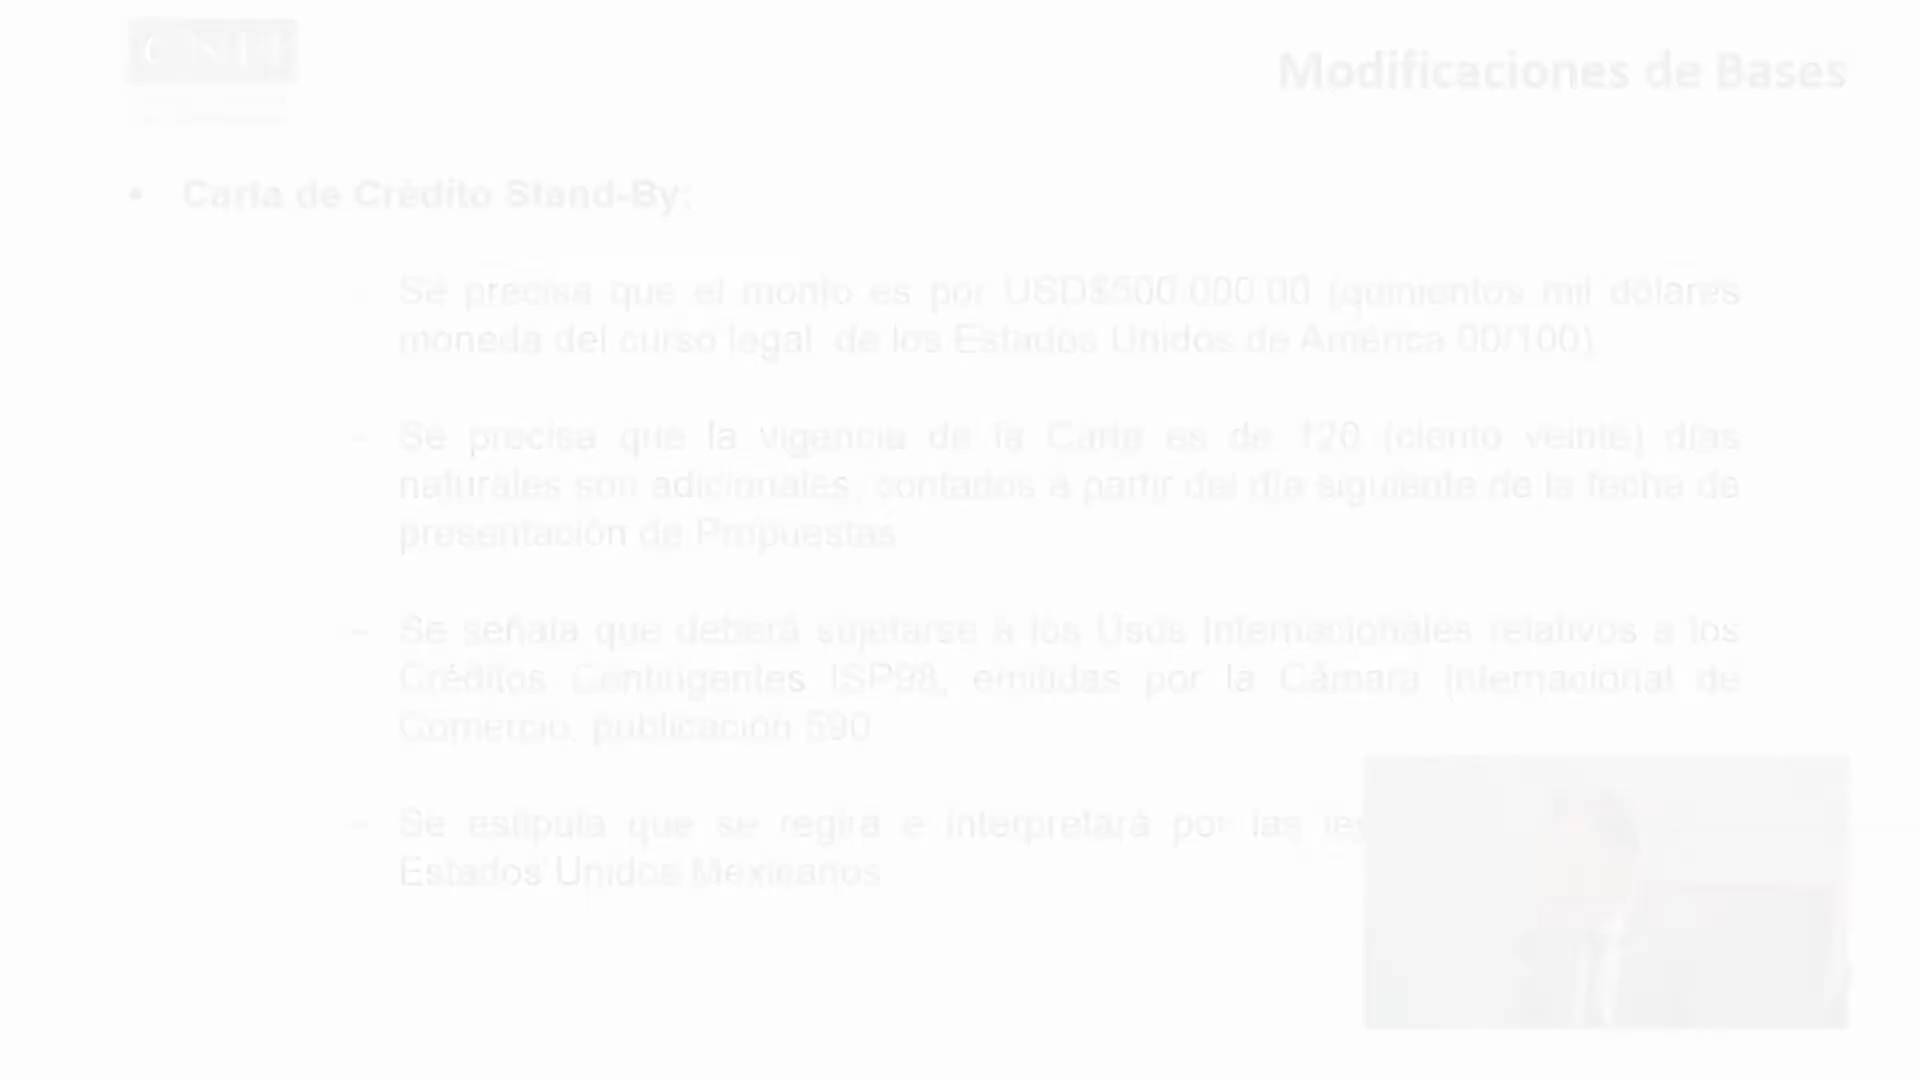 CNH
Modificaciones de Bases
• Carta de Crédito Stand-By:
- Se precisa que el monto es por USD$500,000.00 (quinientos mil dólares
moneda del curso legal de los Estados Unidos de América 00/100)
- Se precisa que la vigencia de la Carta es de 120 (ciento veinte) días
naturales son adicionales, contados a partir del día siguiente de la fecha de
presentación de Propuestas
- Se señala que deberá sujetarse a los Usos Internacionales relativos a los
Créditos Contingentes ISP98, emitidas por la Cámara Internacional de
Comercio, publicación 590
- Se estipula que se regirá e interpretará por las
Estados Unidos Mexicanos